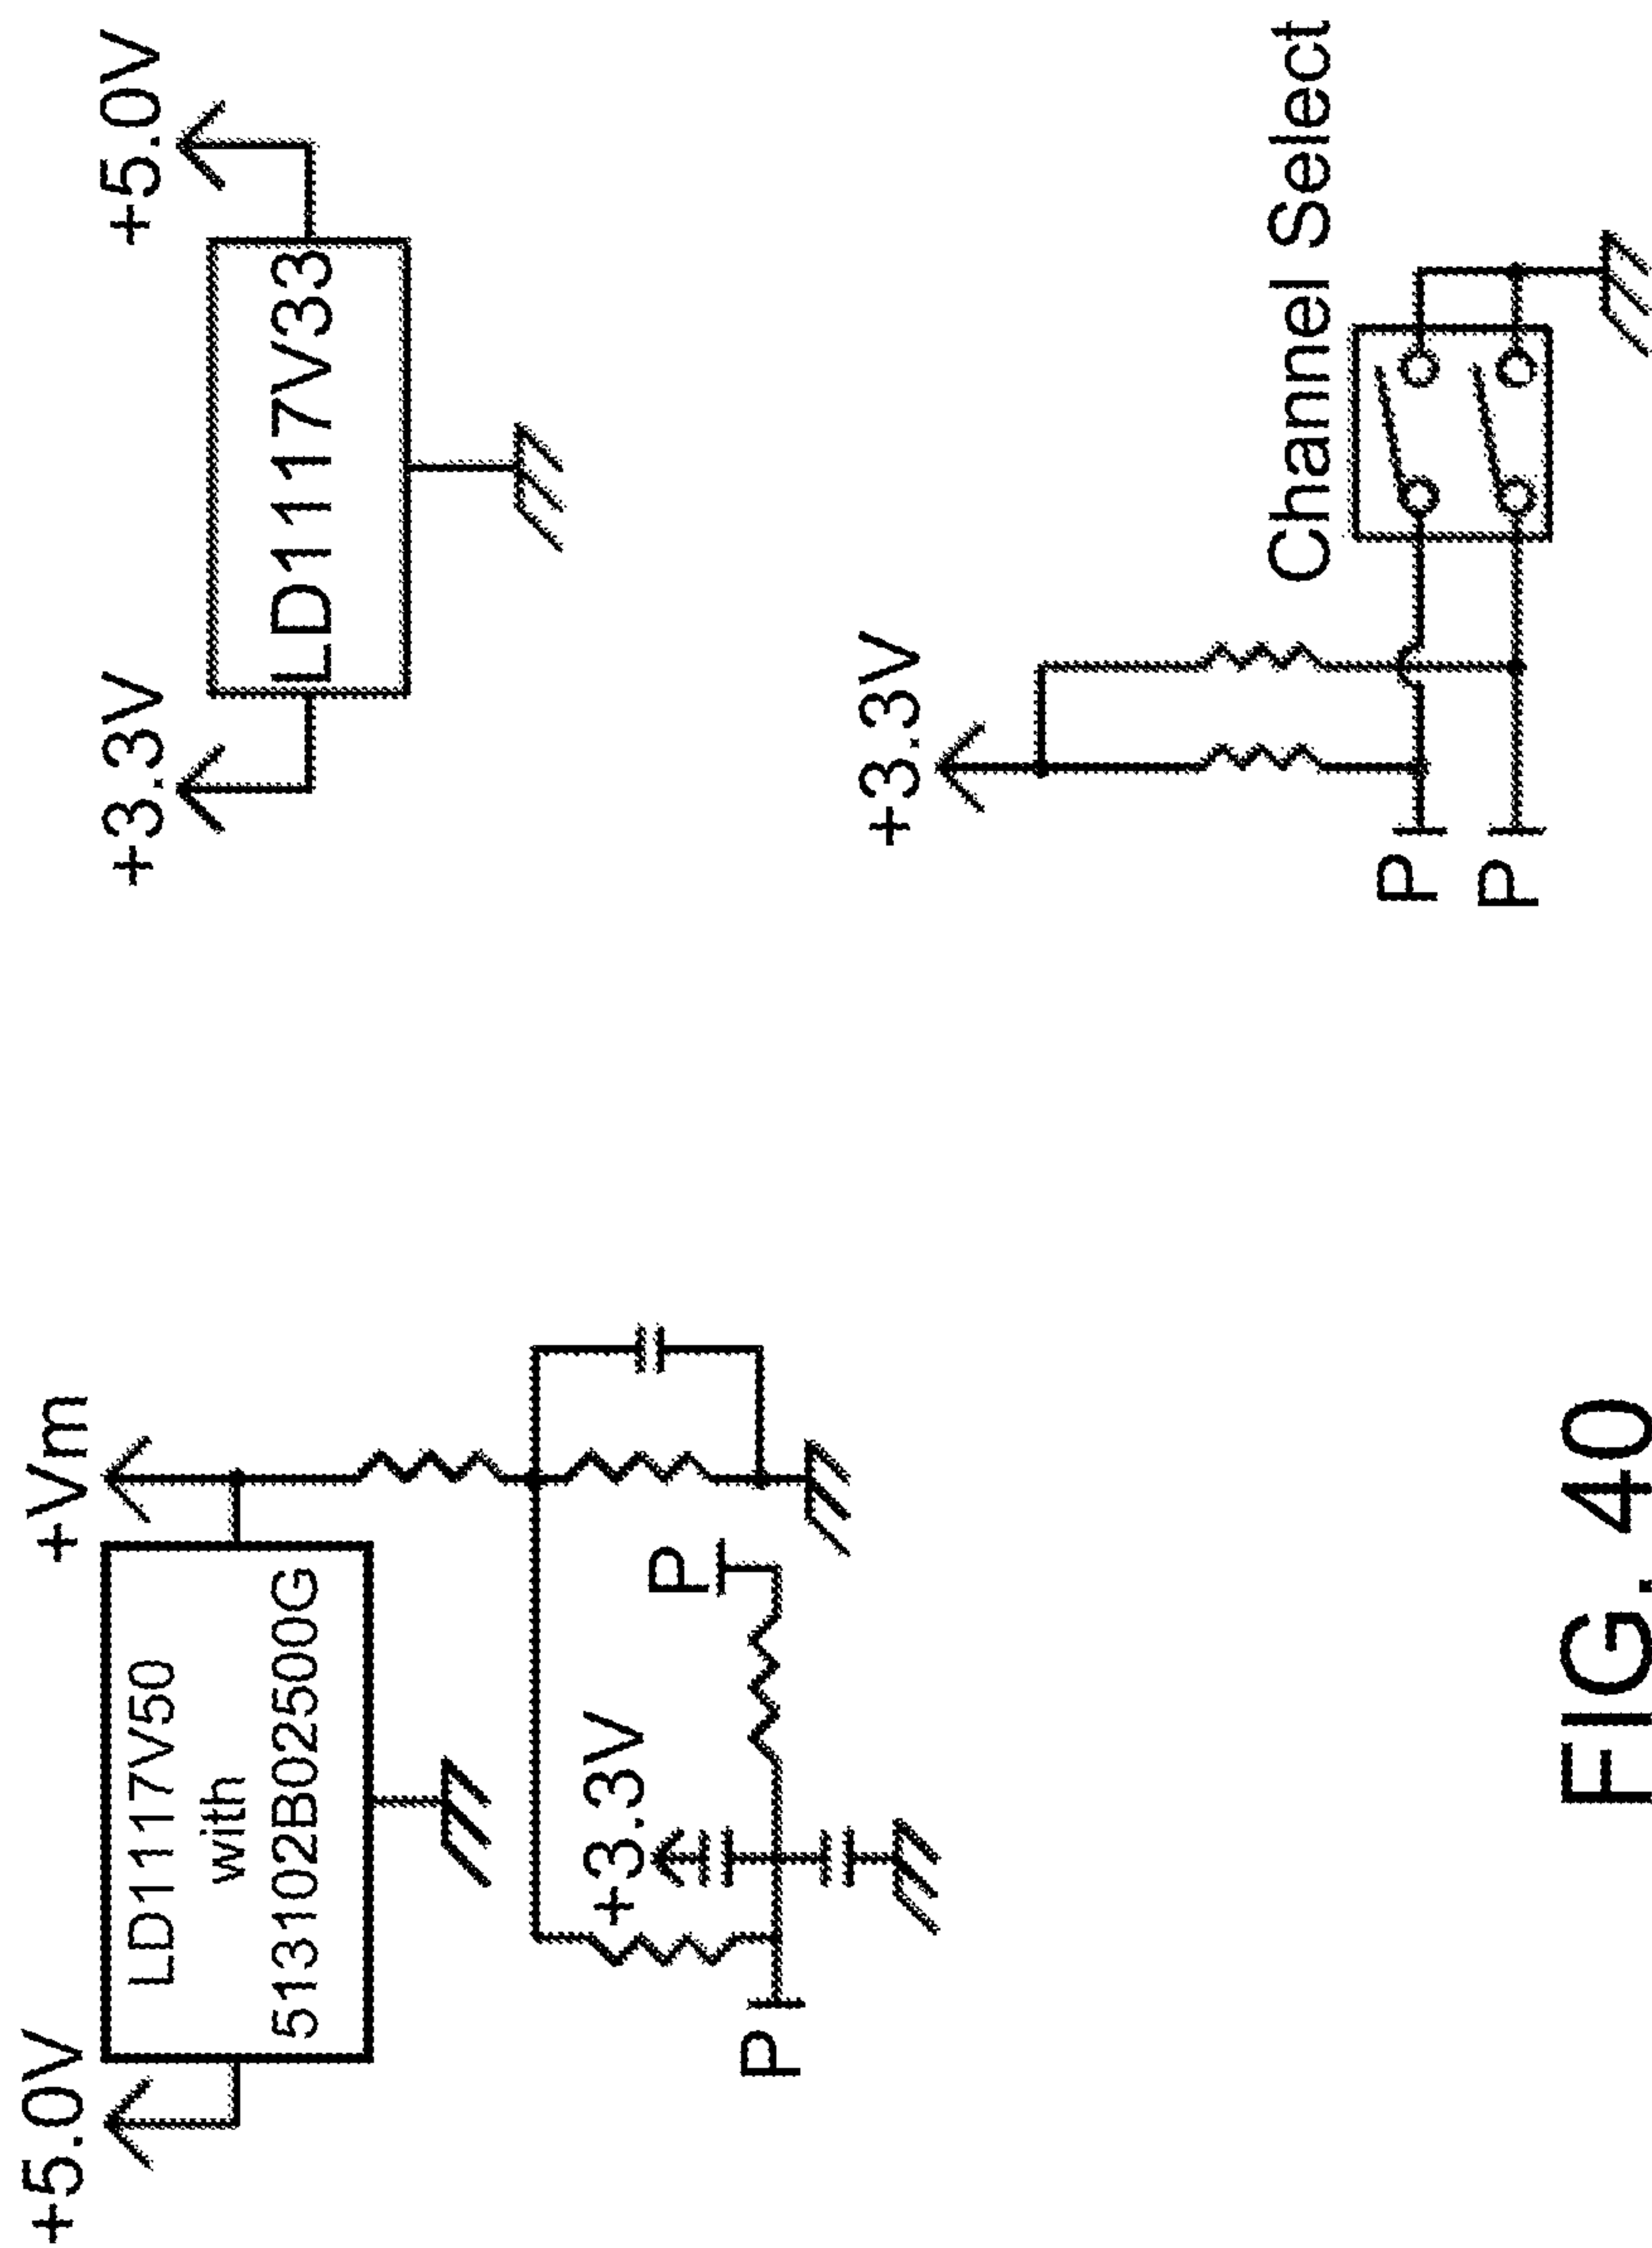 +5.0V
+Vm
LD1117V50
with
513102B02500G
+3.3V
P
P
+3.3V
+5.0V
LD1117V33
+3.3V
Channel Select
P
P
FIG. 40